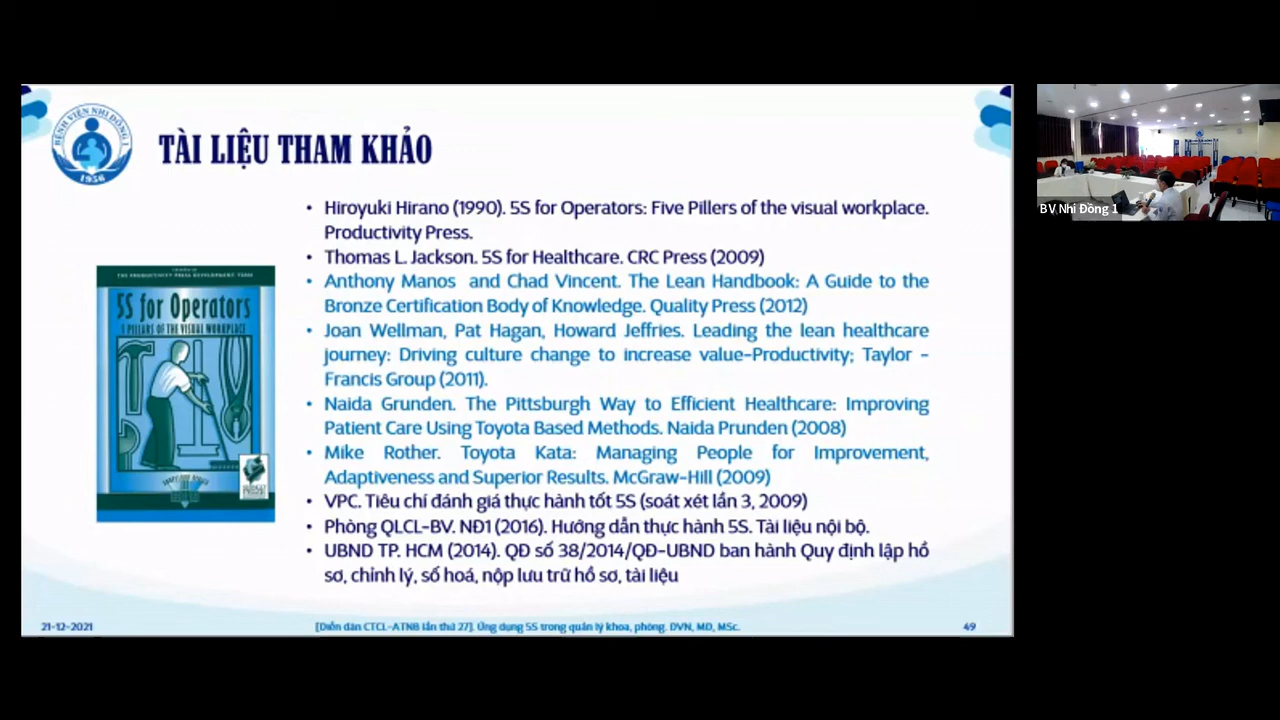 BỆNH VIỆN NHI ĐỒNG 1
1956
TÀI LIỆU THAM KHẢO
• Hiroyuki Hirano (1990). 5S for Operators: Five Pillers of the visual workplace.
Productivity Press.
• Thomas L. Jackson. 5S for Healthcare. CRC Press (2009)
• Anthony Manos and Chad Vincent. The Lean Handbook: A Guide to the
Bronze Certification Body of Knowledge. Quality Press (2012)
• Joan Wellman, Pat Hagan, Howard Jeffries. Leading the lean healthcare
journey: Driving culture change to increase value-Productivity; Taylor -
Francis Group (2011).
• Naida Grunden. The Pittsburgh Way to Efficient Healthcare: Improving
Patient Care Using Toyota Based Methods. Naida Prunden (2008)
• Mike Rother. Toyota Kata: Managing People for Improvement,
Adaptiveness and Superior Results. McGraw-Hill (2009)
• VPC. Tiêu chí đánh giá thực hành tốt 5S (soát xét lần 3, 2009)
• Phòng QLCL-BV. NĐ1 (2016). Hướng dẫn thực hành 5S. Tài liệu nội bộ.
• UBND TP. HCM (2014). QĐ số 38/2014/QĐ-UBND ban hành Quy định lập hồ
sơ, chỉnh lý, số hoá, nộp lưu trữ hồ sơ, tài liệu
THE PRODUCTIVITY PRESS DEVELOPMENT TEAM
5S for Operators
5 PILLARS OF THE VISUAL WORKPLACE
21-12-2021
[Diễn đàn CTCL-ATNB lần thứ 27]. Ứng dụng 5S trong quản lý khoa, phòng. DVN, MD, MSc.
49
BV Nhi Đồng 1